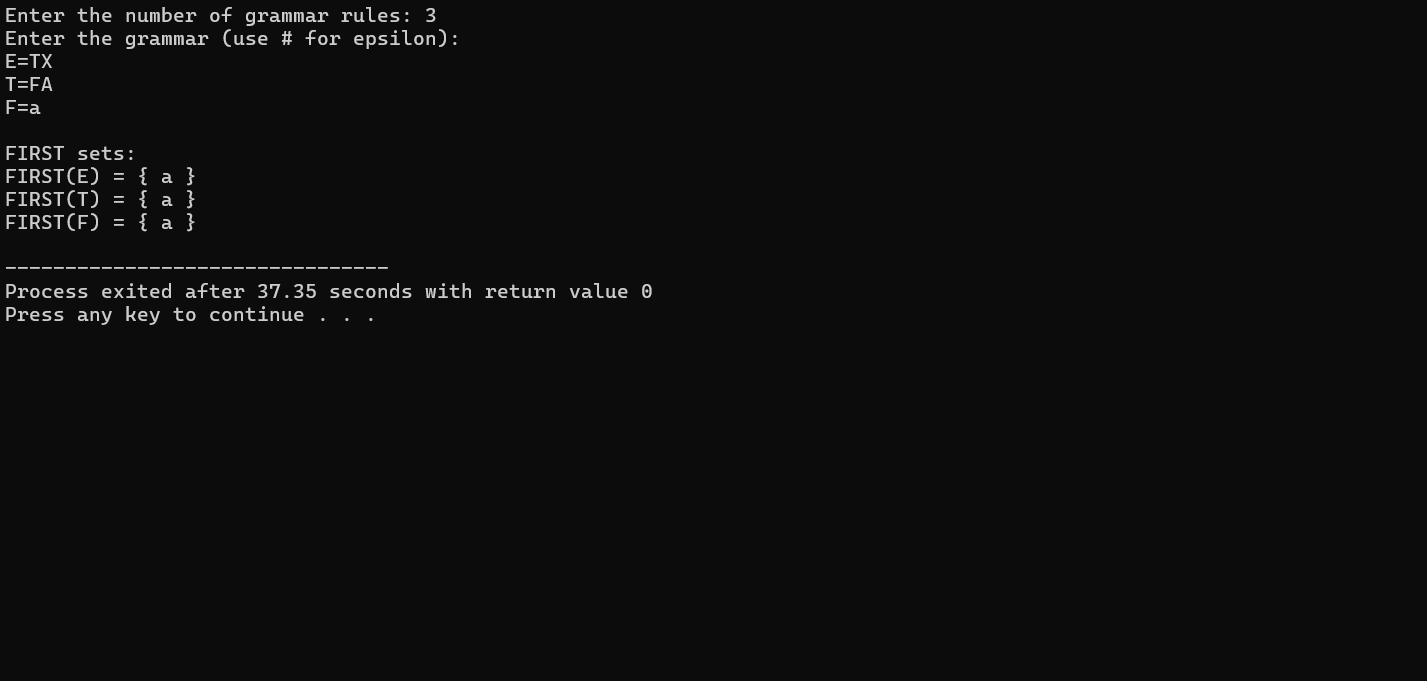 Enter the number of grammar rules: 3
Enter the grammar (use # for epsilon):
E=TX
T=FA
F=a
FIRST sets:
FIRST(E) = { a }
FIRST(T) = { a }
FIRST(F) = { a }
--------------------------------
Process exited after 37.35 seconds with return value 0
Press any key to continue . . .